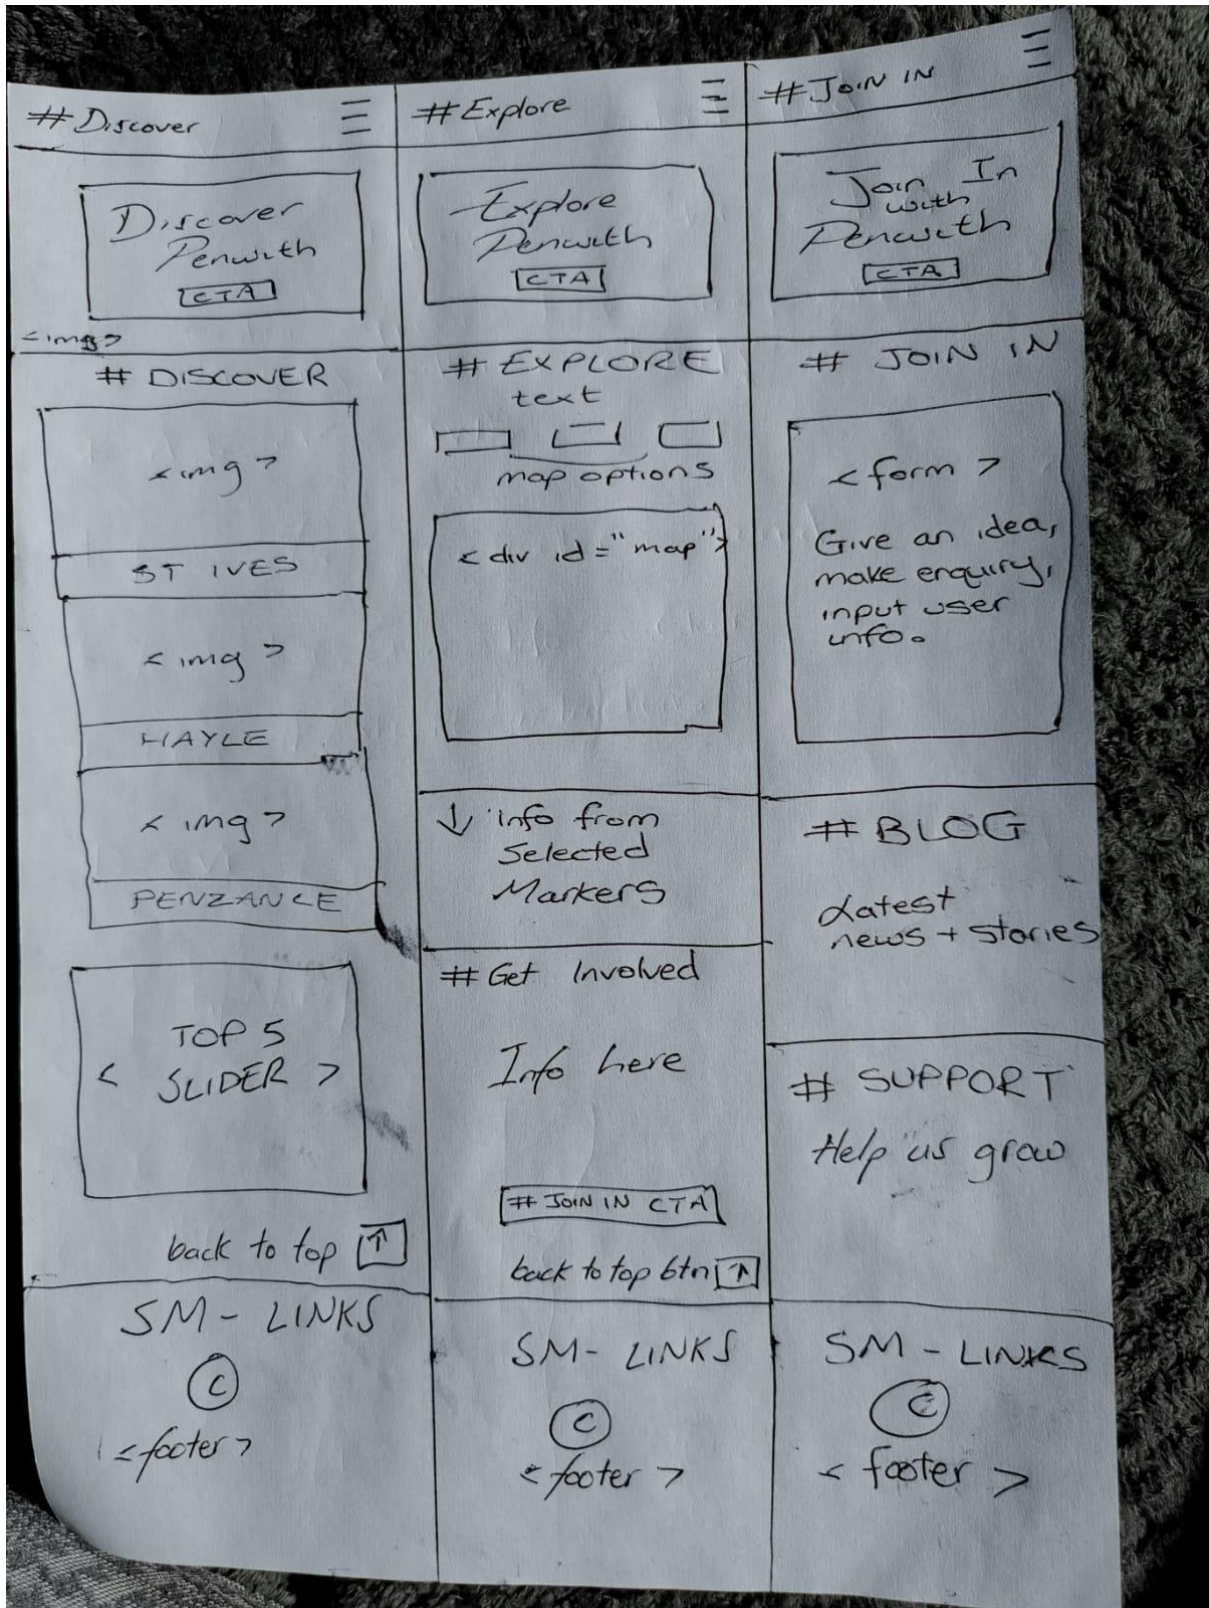 # Discover
Discover
Penwith
CTA
<img>
# DISCOVER
<img>
ST IVES
<img>
HAYLE
<img>
PENZANCE
TOP 5
< SLIDER >
back to top ↑
SM - LINKS
©
<footer>
# Explore
Explore
Penwith
CTA
# EXPLORE
text
map options
<div id="map">
↓ info from
Selected
Markers
# Get Involved
Info here
# JOIN IN CTA
back to top btn ↑
SM - LINKS
©
<footer>
# JOIN IN
Join In
with
Penwith
CTA
# JOIN IN
<form>
Give an idea,
make enquiry,
input user
info.
# BLOG
Latest
news + stories
# SUPPORT
Help us grow
SM - LINKS
©
<footer>